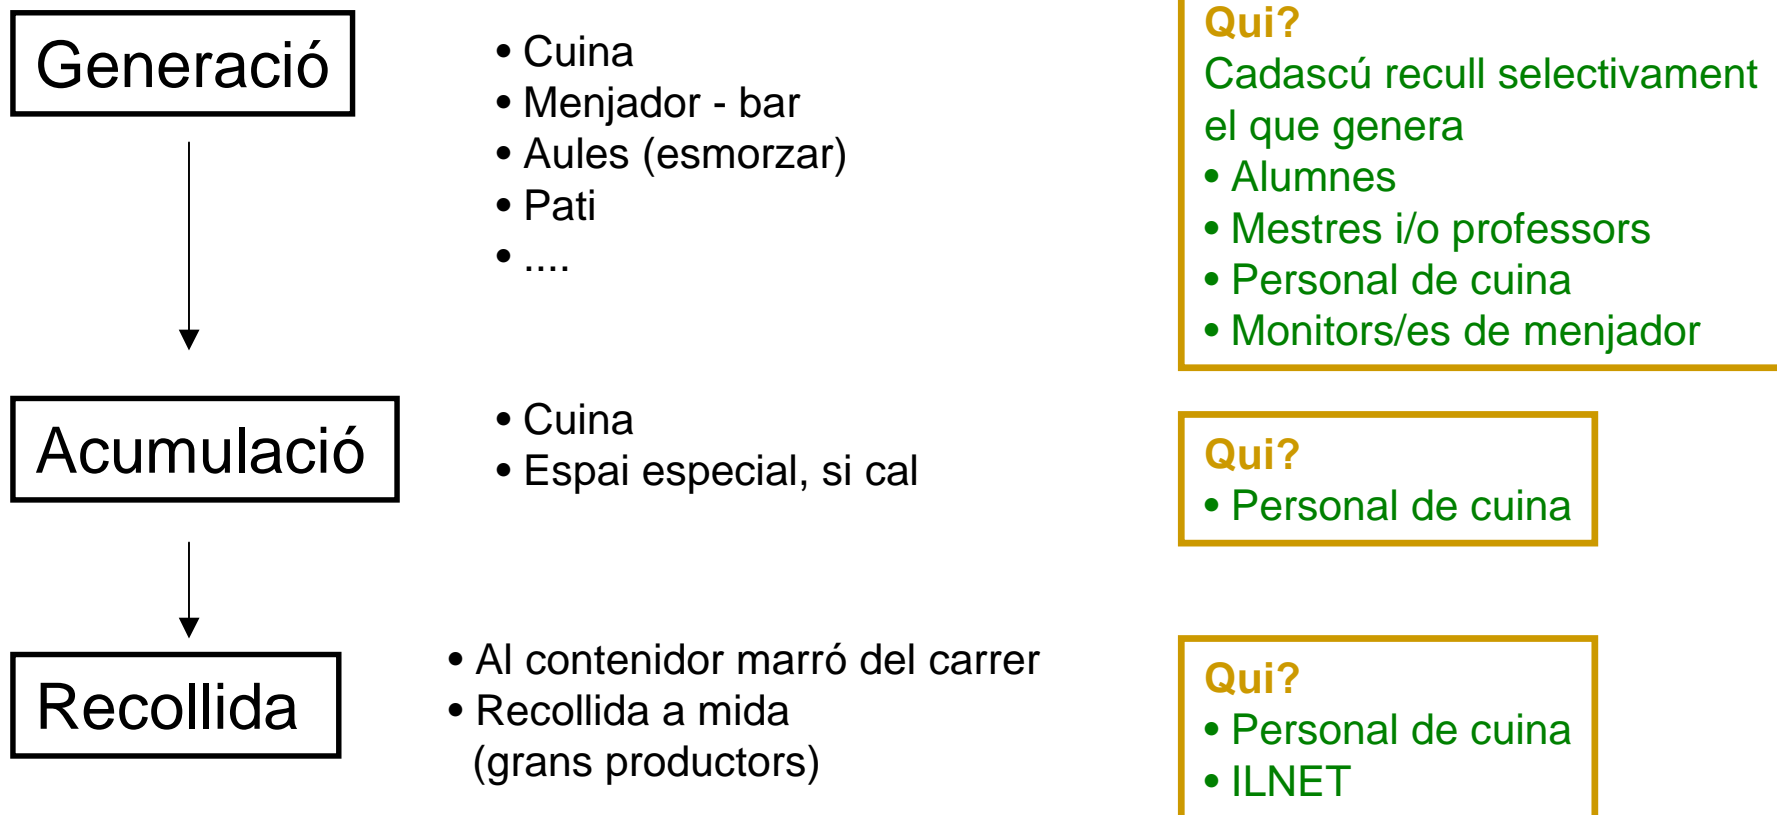 Generació
• Cuina
• Menjador - bar
• Aules (esmorzar)
• Pati
• ....
Qui?
Cadascú recull selectivament
el que genera
• Alumnes
• Mestres i/o professors
• Personal de cuina
• Monitors/es de menjador
Acumulació
• Cuina
• Espai especial, si cal
Qui?
• Personal de cuina
Recollida
• Al contenidor marró del carrer
• Recollida a mida
(grans productors)
Qui?
• Personal de cuina
• ILNET